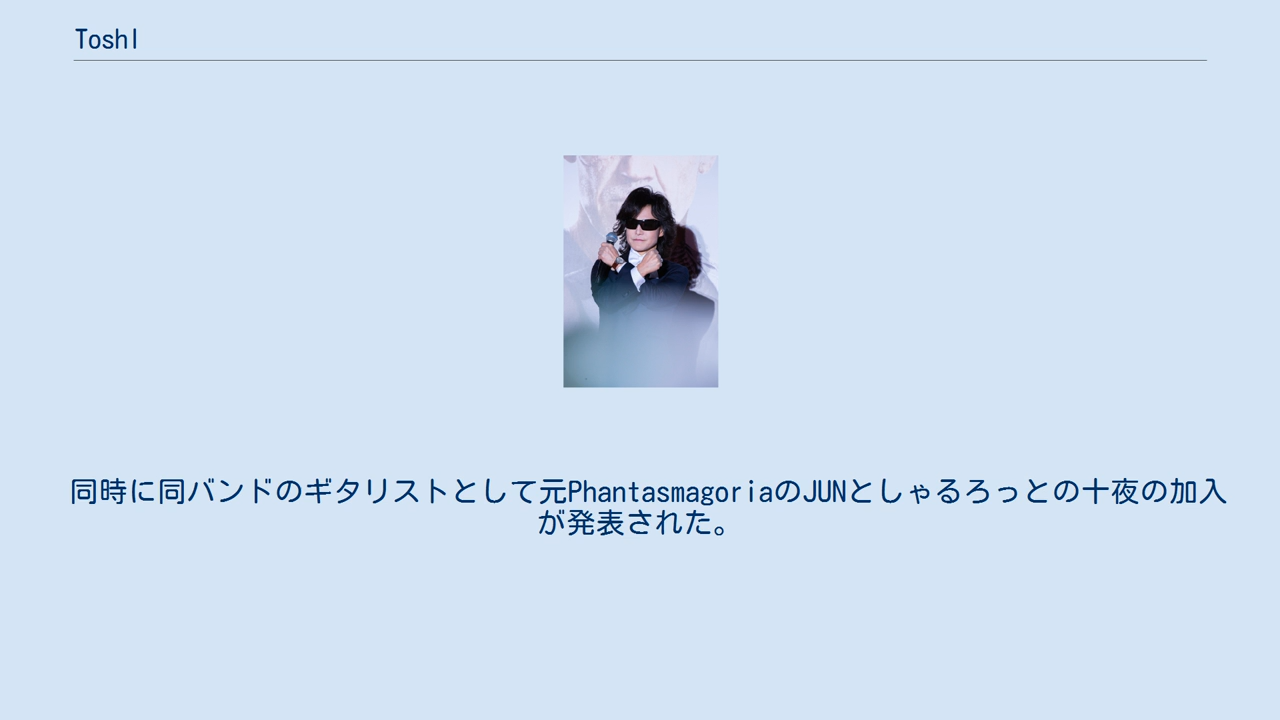 ToshI
同時に同バンドのギタリストとして元PhantasmagoriaのJUNとしゃるろっとの十夜の加入
が発表された。